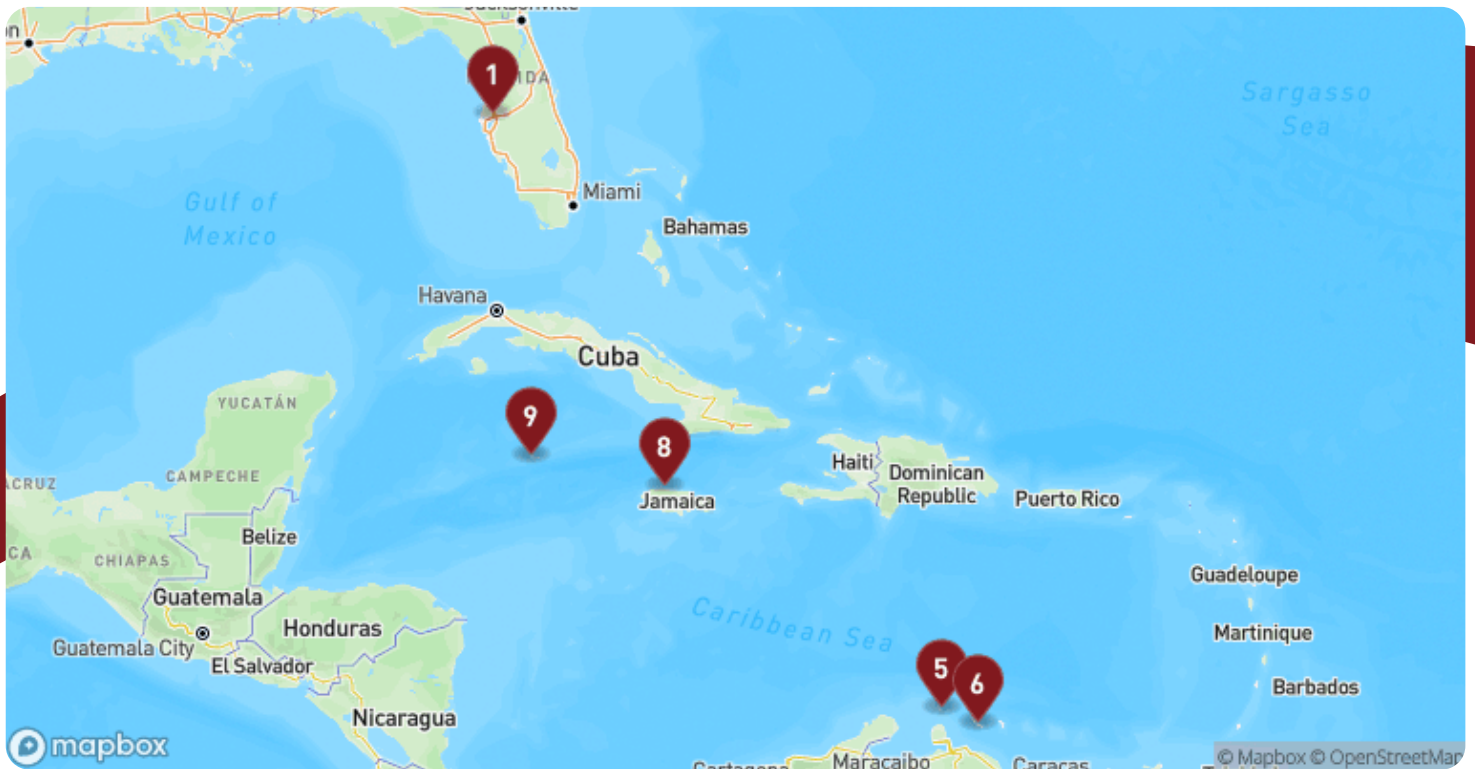 1
Sargasso
Sea
Gulf of
Mexico
Miami
Bahamas
Havana
Cuba
YUCATÁN
9
8
Haiti
Dominican
Republic
CAMPECHE
Jamaica
Puerto Rico
Belize
CHIAPAS
Guadeloupe
Guatemala
Caribbean Sea
Honduras
Martinique
Guatemala City
El Salvador
5
6
Barbados
Nicaragua
mapbox
Maracaibo
Caracas
© Mapbox © OpenStreetMap